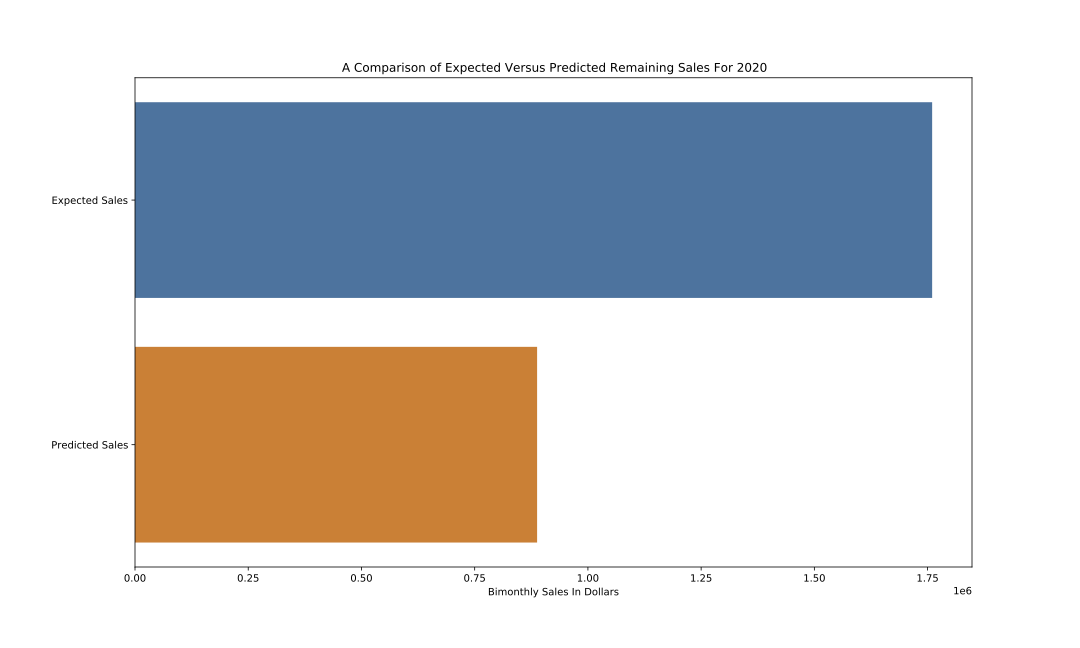 A Comparison of Expected Versus Predicted Remaining Sales For 2020
Expected Sales
Predicted Sales
0.00 0.25 0.50 0.75 1.00 1.25 1.50 1.75
Bimonthly Sales In Dollars
1e6